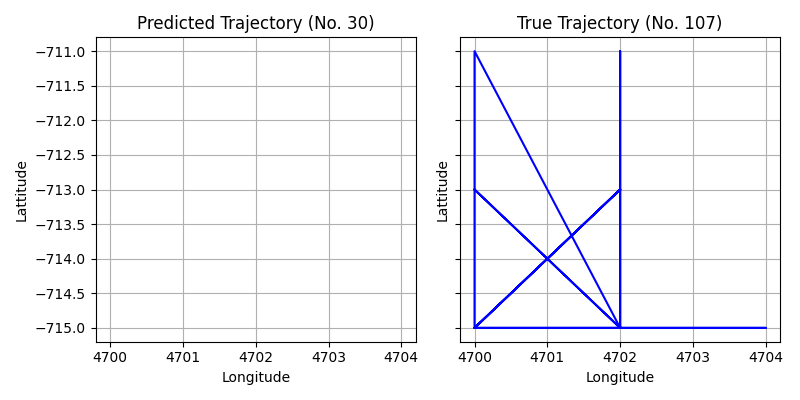 Predicted Trajectory (No. 30)
True Trajectory (No. 107)
Lattitude
−711.0
−711.5
−712.0
−712.5
−713.0
−713.5
−714.0
−714.5
−715.0
4700 4701 4702 4703 4704
Longitude
Lattitude
4700 4701 4702 4703 4704
Longitude